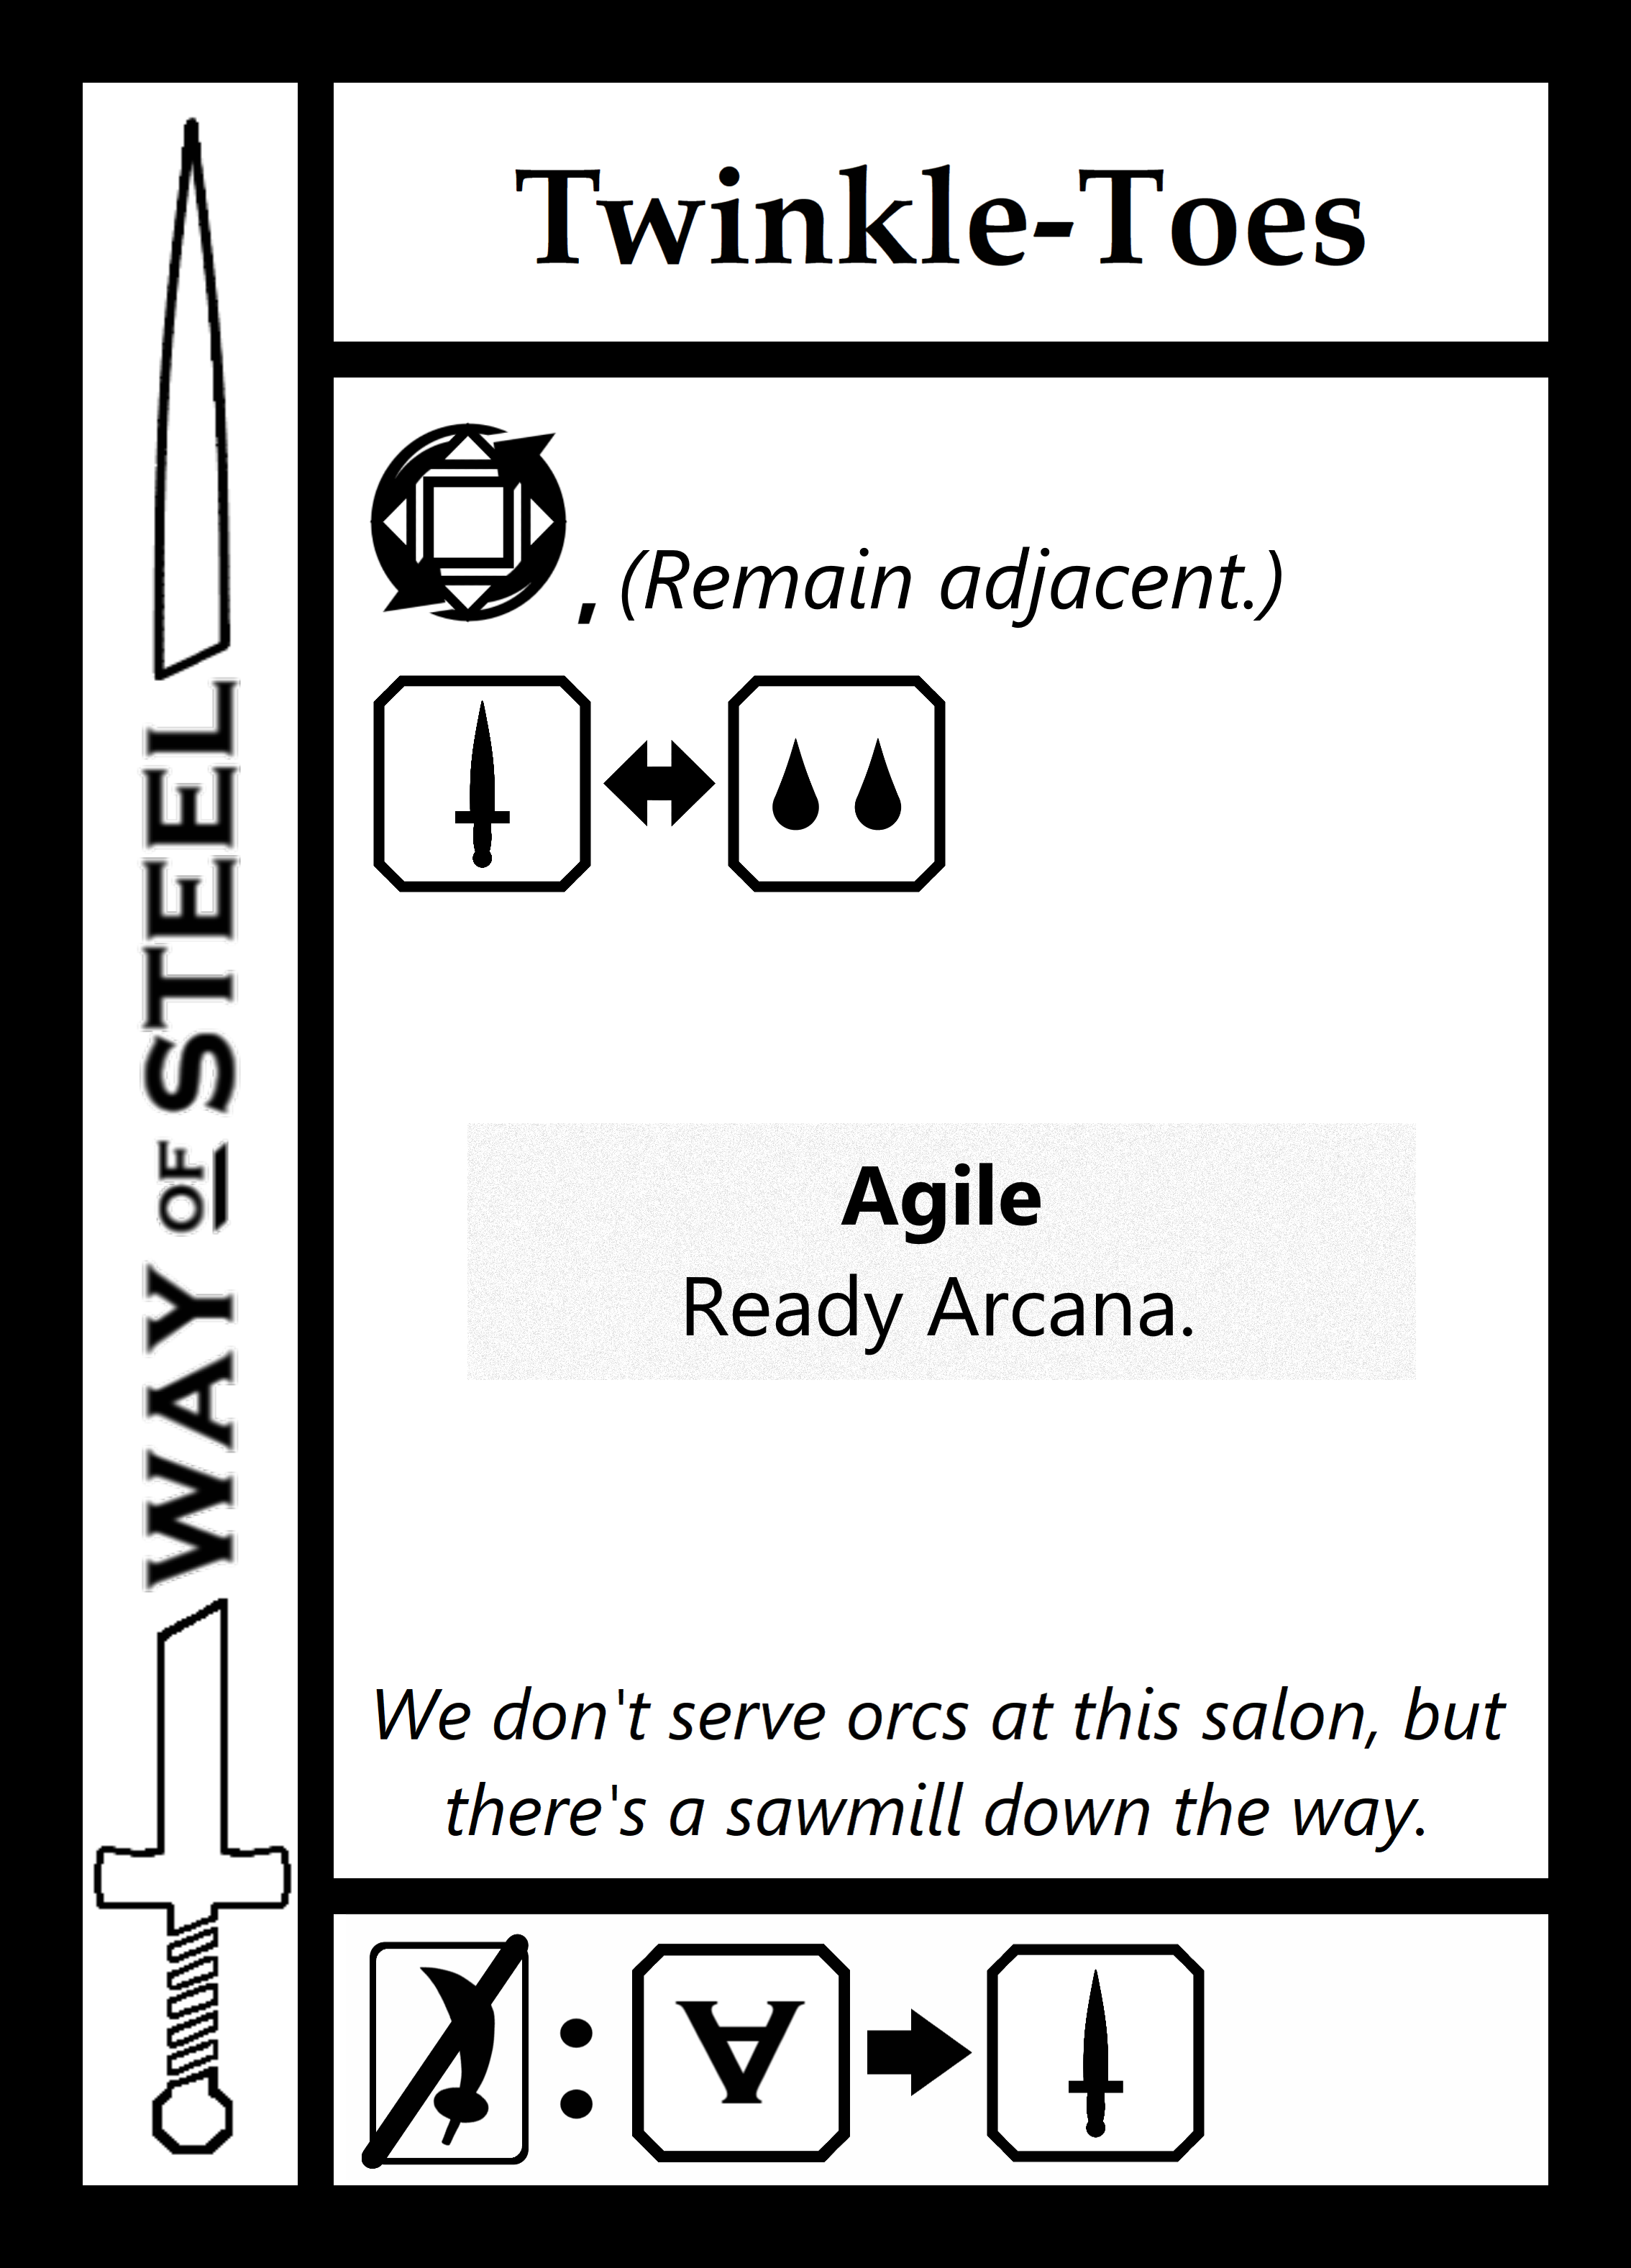 WAY OF STEEL
Twinkle-Toes
, (Remain adjacent.)
Agile
Ready Arcana.
We don't serve orcs at this salon, but
there's a sawmill down the way.
: ∀